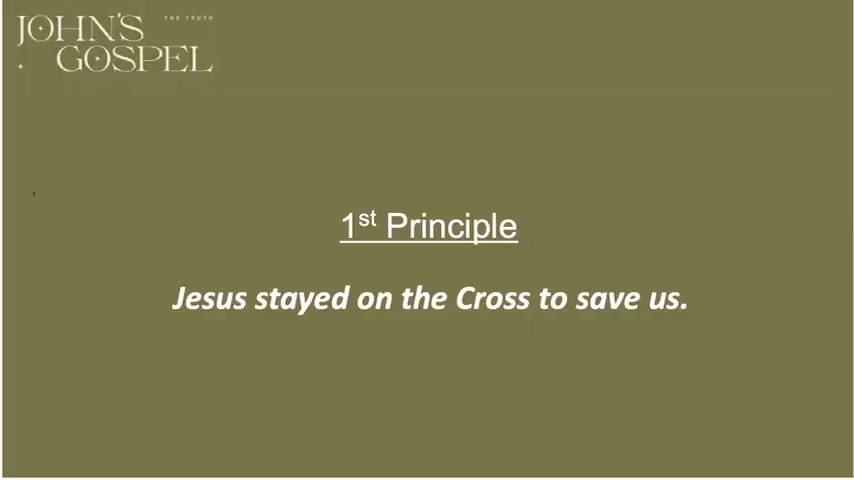 JOHN'S
THE TRUTH
GOSPEL
1st Principle
Jesus stayed on the Cross to save us.